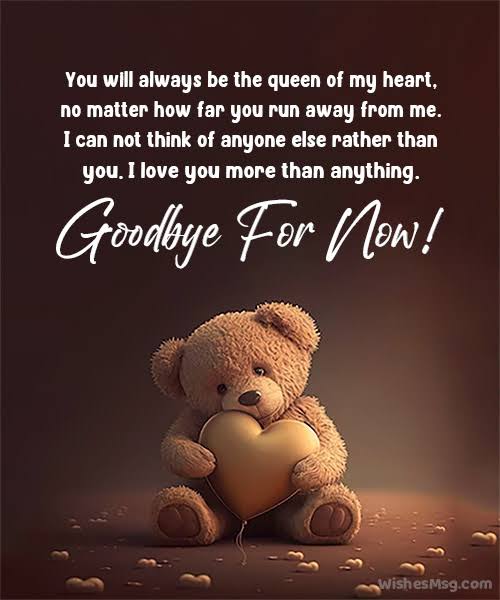 You will always be the queen of my heart,
no matter how far you run away from me.
I can not think of anyone else rather than
you. I love you more than anything.
Goodbye For Now!
WishesMsg.com